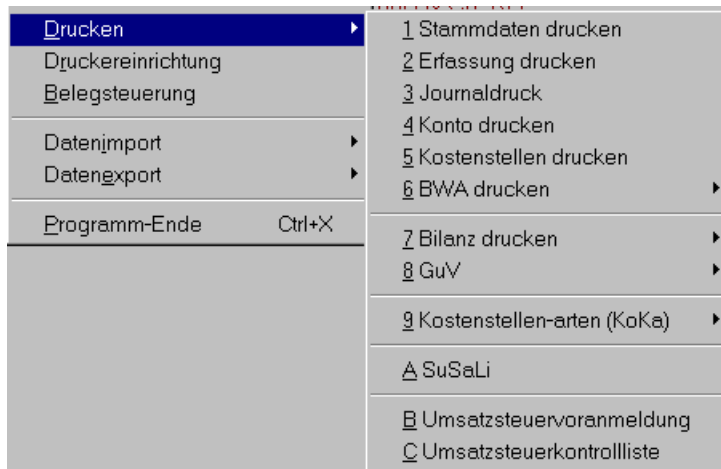 Drucken
Druckereinrichtung
Belegsteuerung
Datenimport
Datenexport
Programm-Ende Ctrl+X
1 Stammdaten drucken
2 Erfassung drucken
3 Journaldruck
4 Konto drucken
5 Kostenstellen drucken
6 BWA drucken
7 Bilanz drucken
8 GuV
9 Kostenstellen-arten (KoKa)
A SuSaLi
B Umsatzsteuervoranmeldung
C Umsatzsteuerkontrollliste